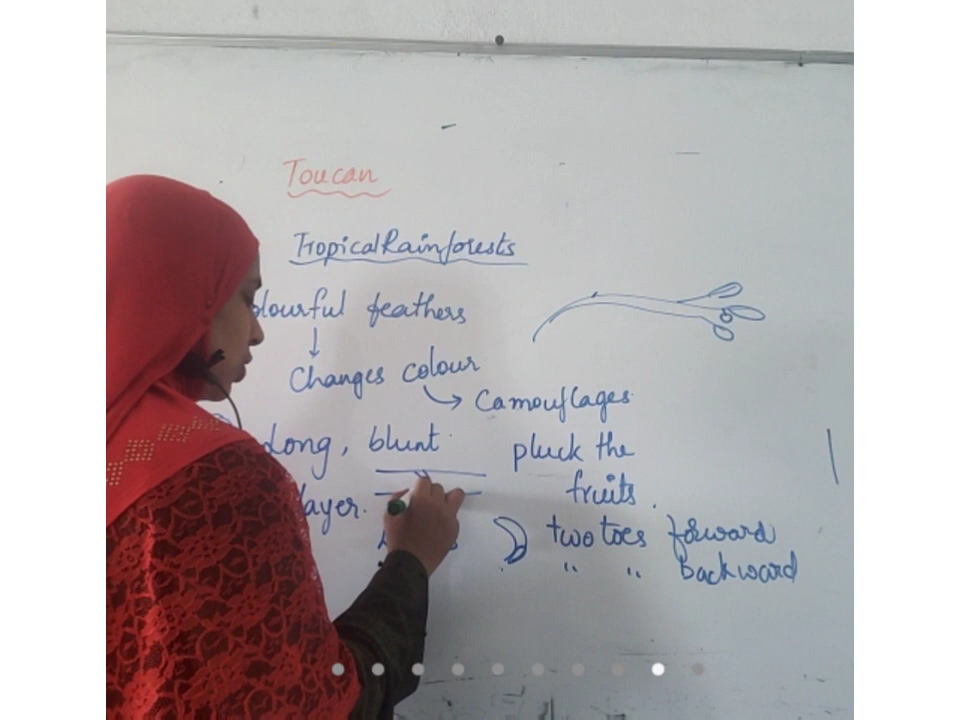 Toucan
Tropical Rainforests
olourful feathers
Changes colour
Camouflages
Long, blunt
pluck the
fruits.
layer.
two toes forward
" " backward